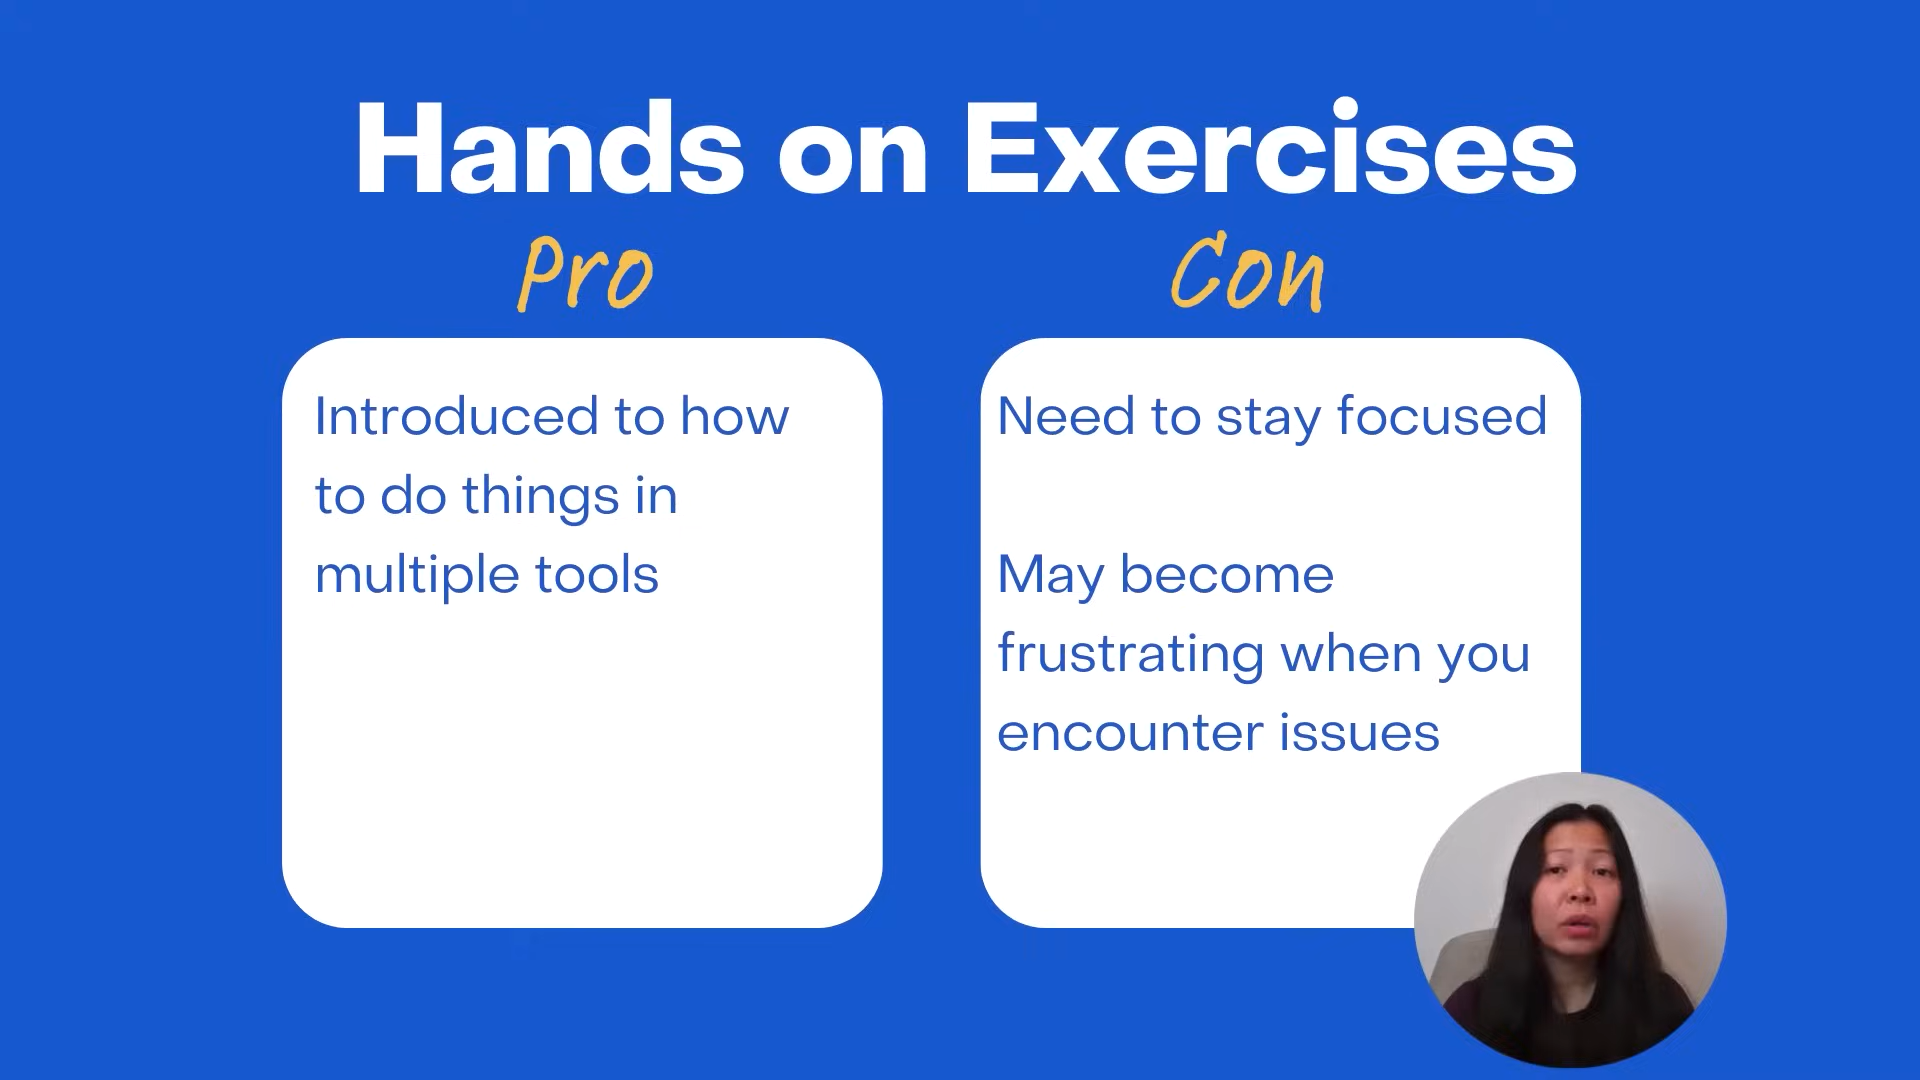 Hands on Exercises
Pro
Con
Introduced to how
to do things in
multiple tools
Need to stay focused
May become
frustrating when you
encounter issues